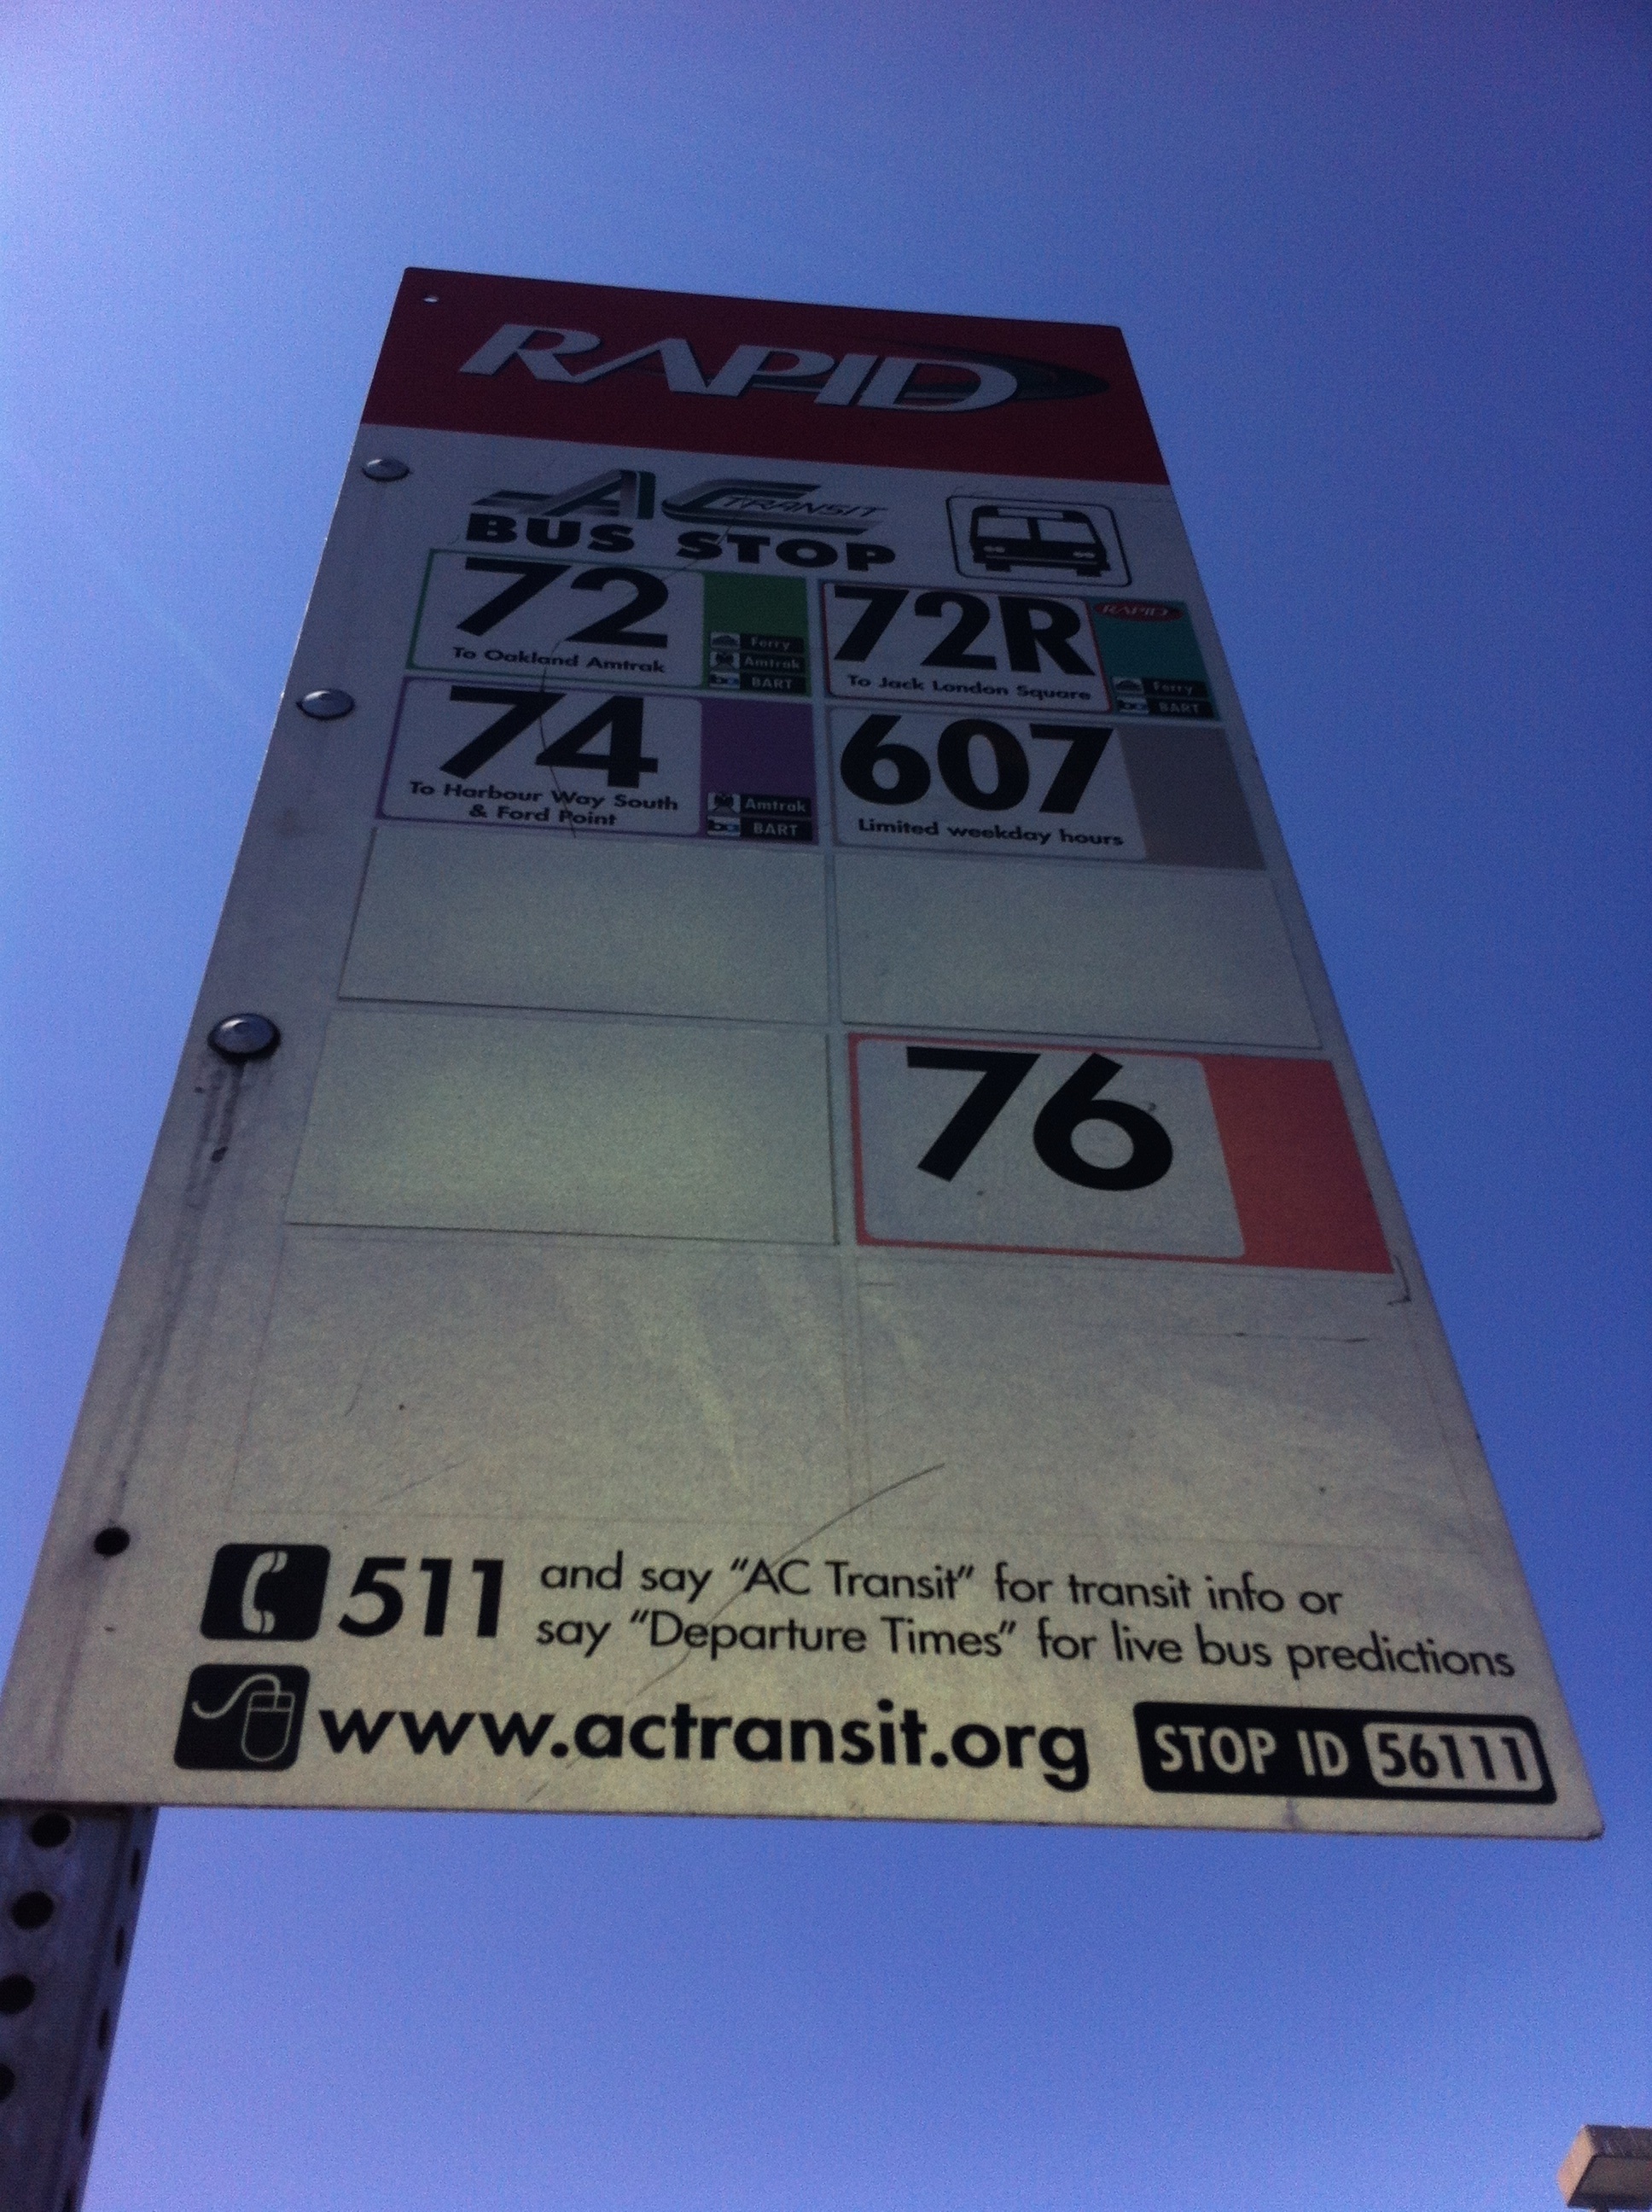 RAPID
AC TRANSIT
BUS STOP
72
To Oakland Amtrak
Ferry
Amtrak
BART
72R
To Jack London Square
RAPID
Ferry
BART
74
To Harbour Way South
& Ford Point
Amtrak
BART
607
Limited weekday hours
76
511 and say “AC Transit” for transit info or
say “Departure Times” for live bus predictions
www.actransit.org
STOP ID 56111